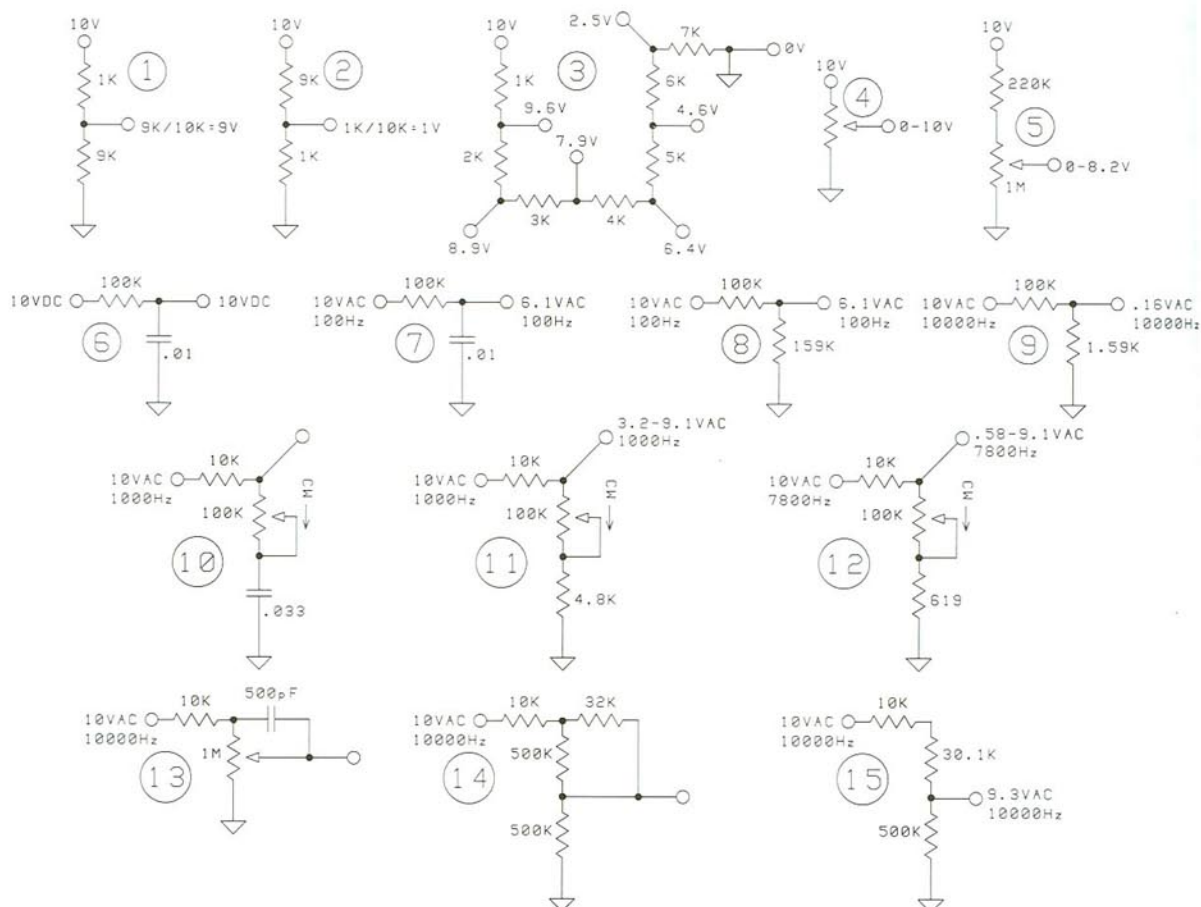 10V
1K
9K/10K=9V
9K
1
10V
9K
1K/10K=1V
1K
2
10V
1K
9.6V
2K
8.9V
3K
7.9V
4K
6.4V
5K
4.6V
6K
2.5V
7K
0V
3
10V
0-10V
4
10V
220K
0-8.2V
1M
5
10VDC
100K
10VDC
.01
6
10VAC
100Hz
100K
6.1VAC
100Hz
.01
7
10VAC
100Hz
100K
6.1VAC
100Hz
159K
8
10VAC
10000Hz
100K
.16VAC
10000Hz
1.59K
9
10VAC
1000Hz
10K
100K
CW
.033
10
10VAC
1000Hz
10K
3.2-9.1VAC
1000Hz
100K
CW
4.8K
11
10VAC
7800Hz
10K
.58-9.1VAC
7800Hz
100K
CW
619
12
10VAC
10000Hz
10K
500pF
1M
13
10VAC
10000Hz
10K
32K
500K
500K
14
10VAC
10000Hz
10K
30.1K
9.3VAC
10000Hz
500K
15